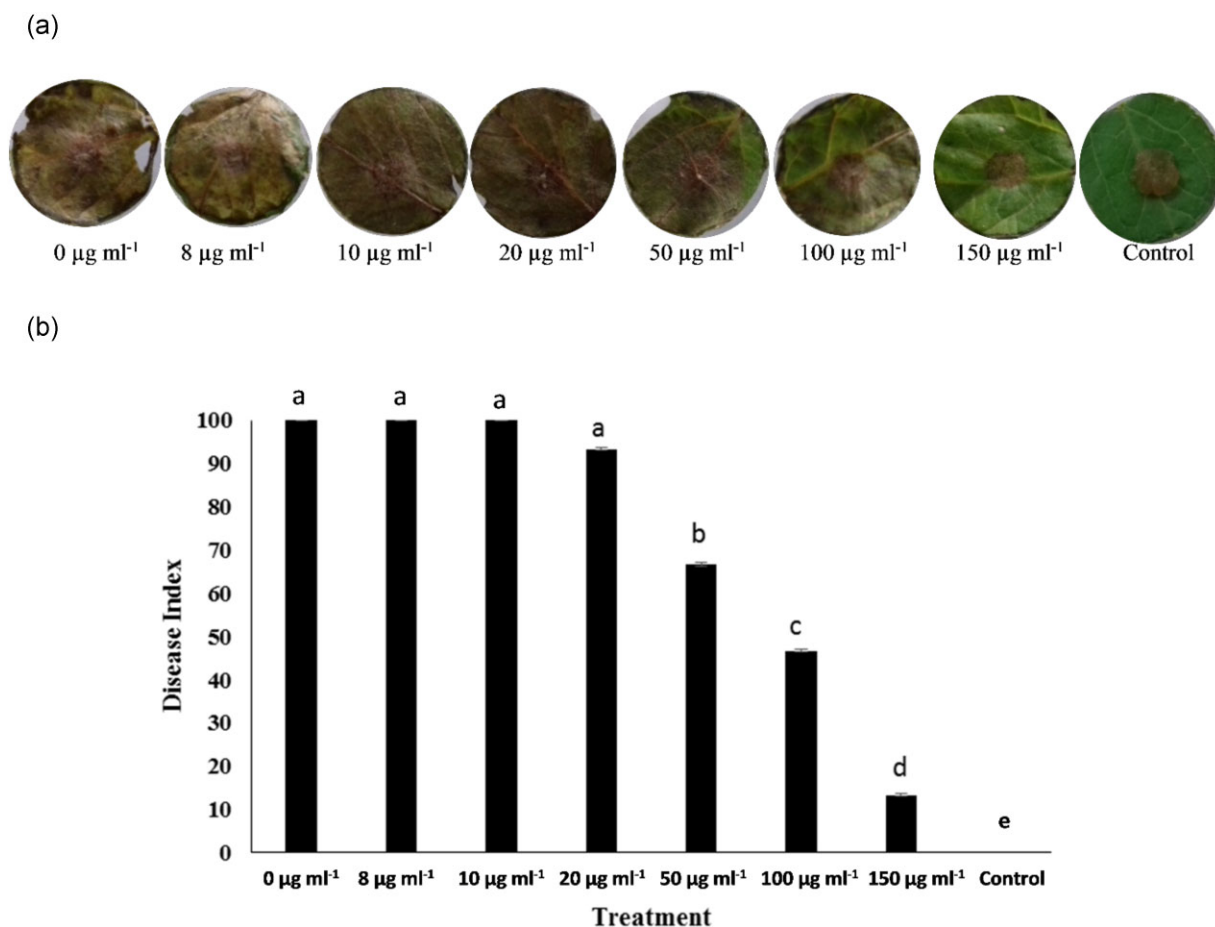 (a)
0 µg ml⁻¹ 8 µg ml⁻¹ 10 µg ml⁻¹ 20 µg ml⁻¹ 50 µg ml⁻¹ 100 µg ml⁻¹ 150 µg ml⁻¹ Control
(b)
a a a a b c d e
100
90
80
70
60
50
40
30
20
10
0
Disease Index
0 µg ml⁻¹ 8 µg ml⁻¹ 10 µg ml⁻¹ 20 µg ml⁻¹ 50 µg ml⁻¹ 100 µg ml⁻¹ 150 µg ml⁻¹ Control
Treatment